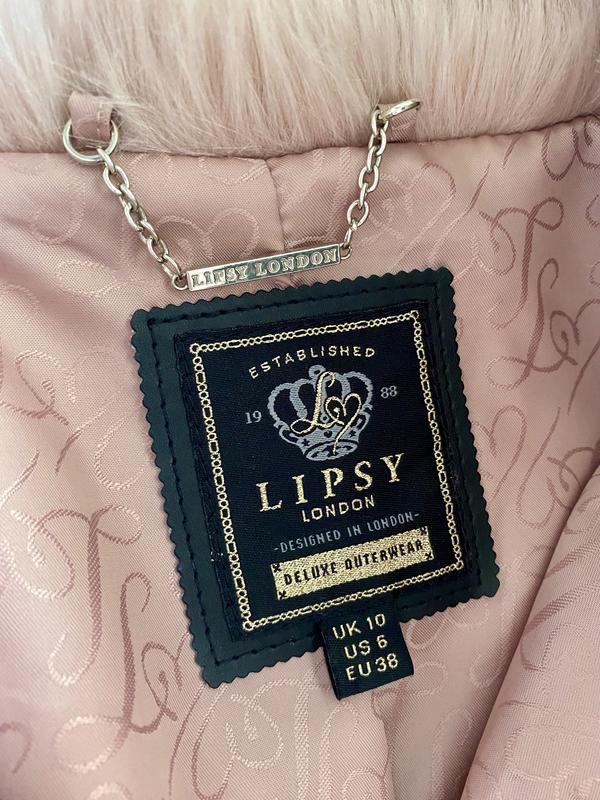 LIPSY LONDON
ESTABLISHED
19 88
LIPSY
LONDON
-DESIGNED IN LONDON-
DELUXE OUTERWEAR
UK 10
US 6
EU 38